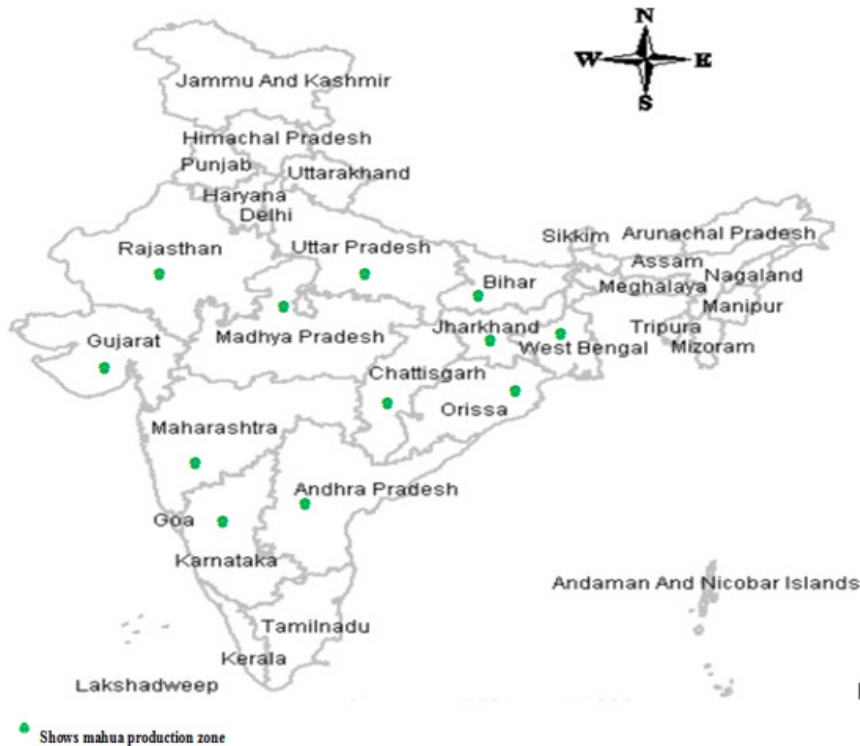 N
W E
S
Jammu And Kashmir
Himachal Pradesh
Punjab
Uttarakhand
Haryana
Delhi
Rajasthan
Uttar Pradesh
Sikkim
Arunachal Pradesh
Assam
Bihar
Meghalaya
Nagaland
Manipur
Gujarat
Madhya Pradesh
Jharkhand
West Bengal
Tripura
Mizoram
Chattisgarh
Orissa
Maharashtra
Andhra Pradesh
Goa
Karnataka
Andaman And Nicobar Islands
Tamilnadu
Kerala
Lakshadweep
Shows mahua production zone